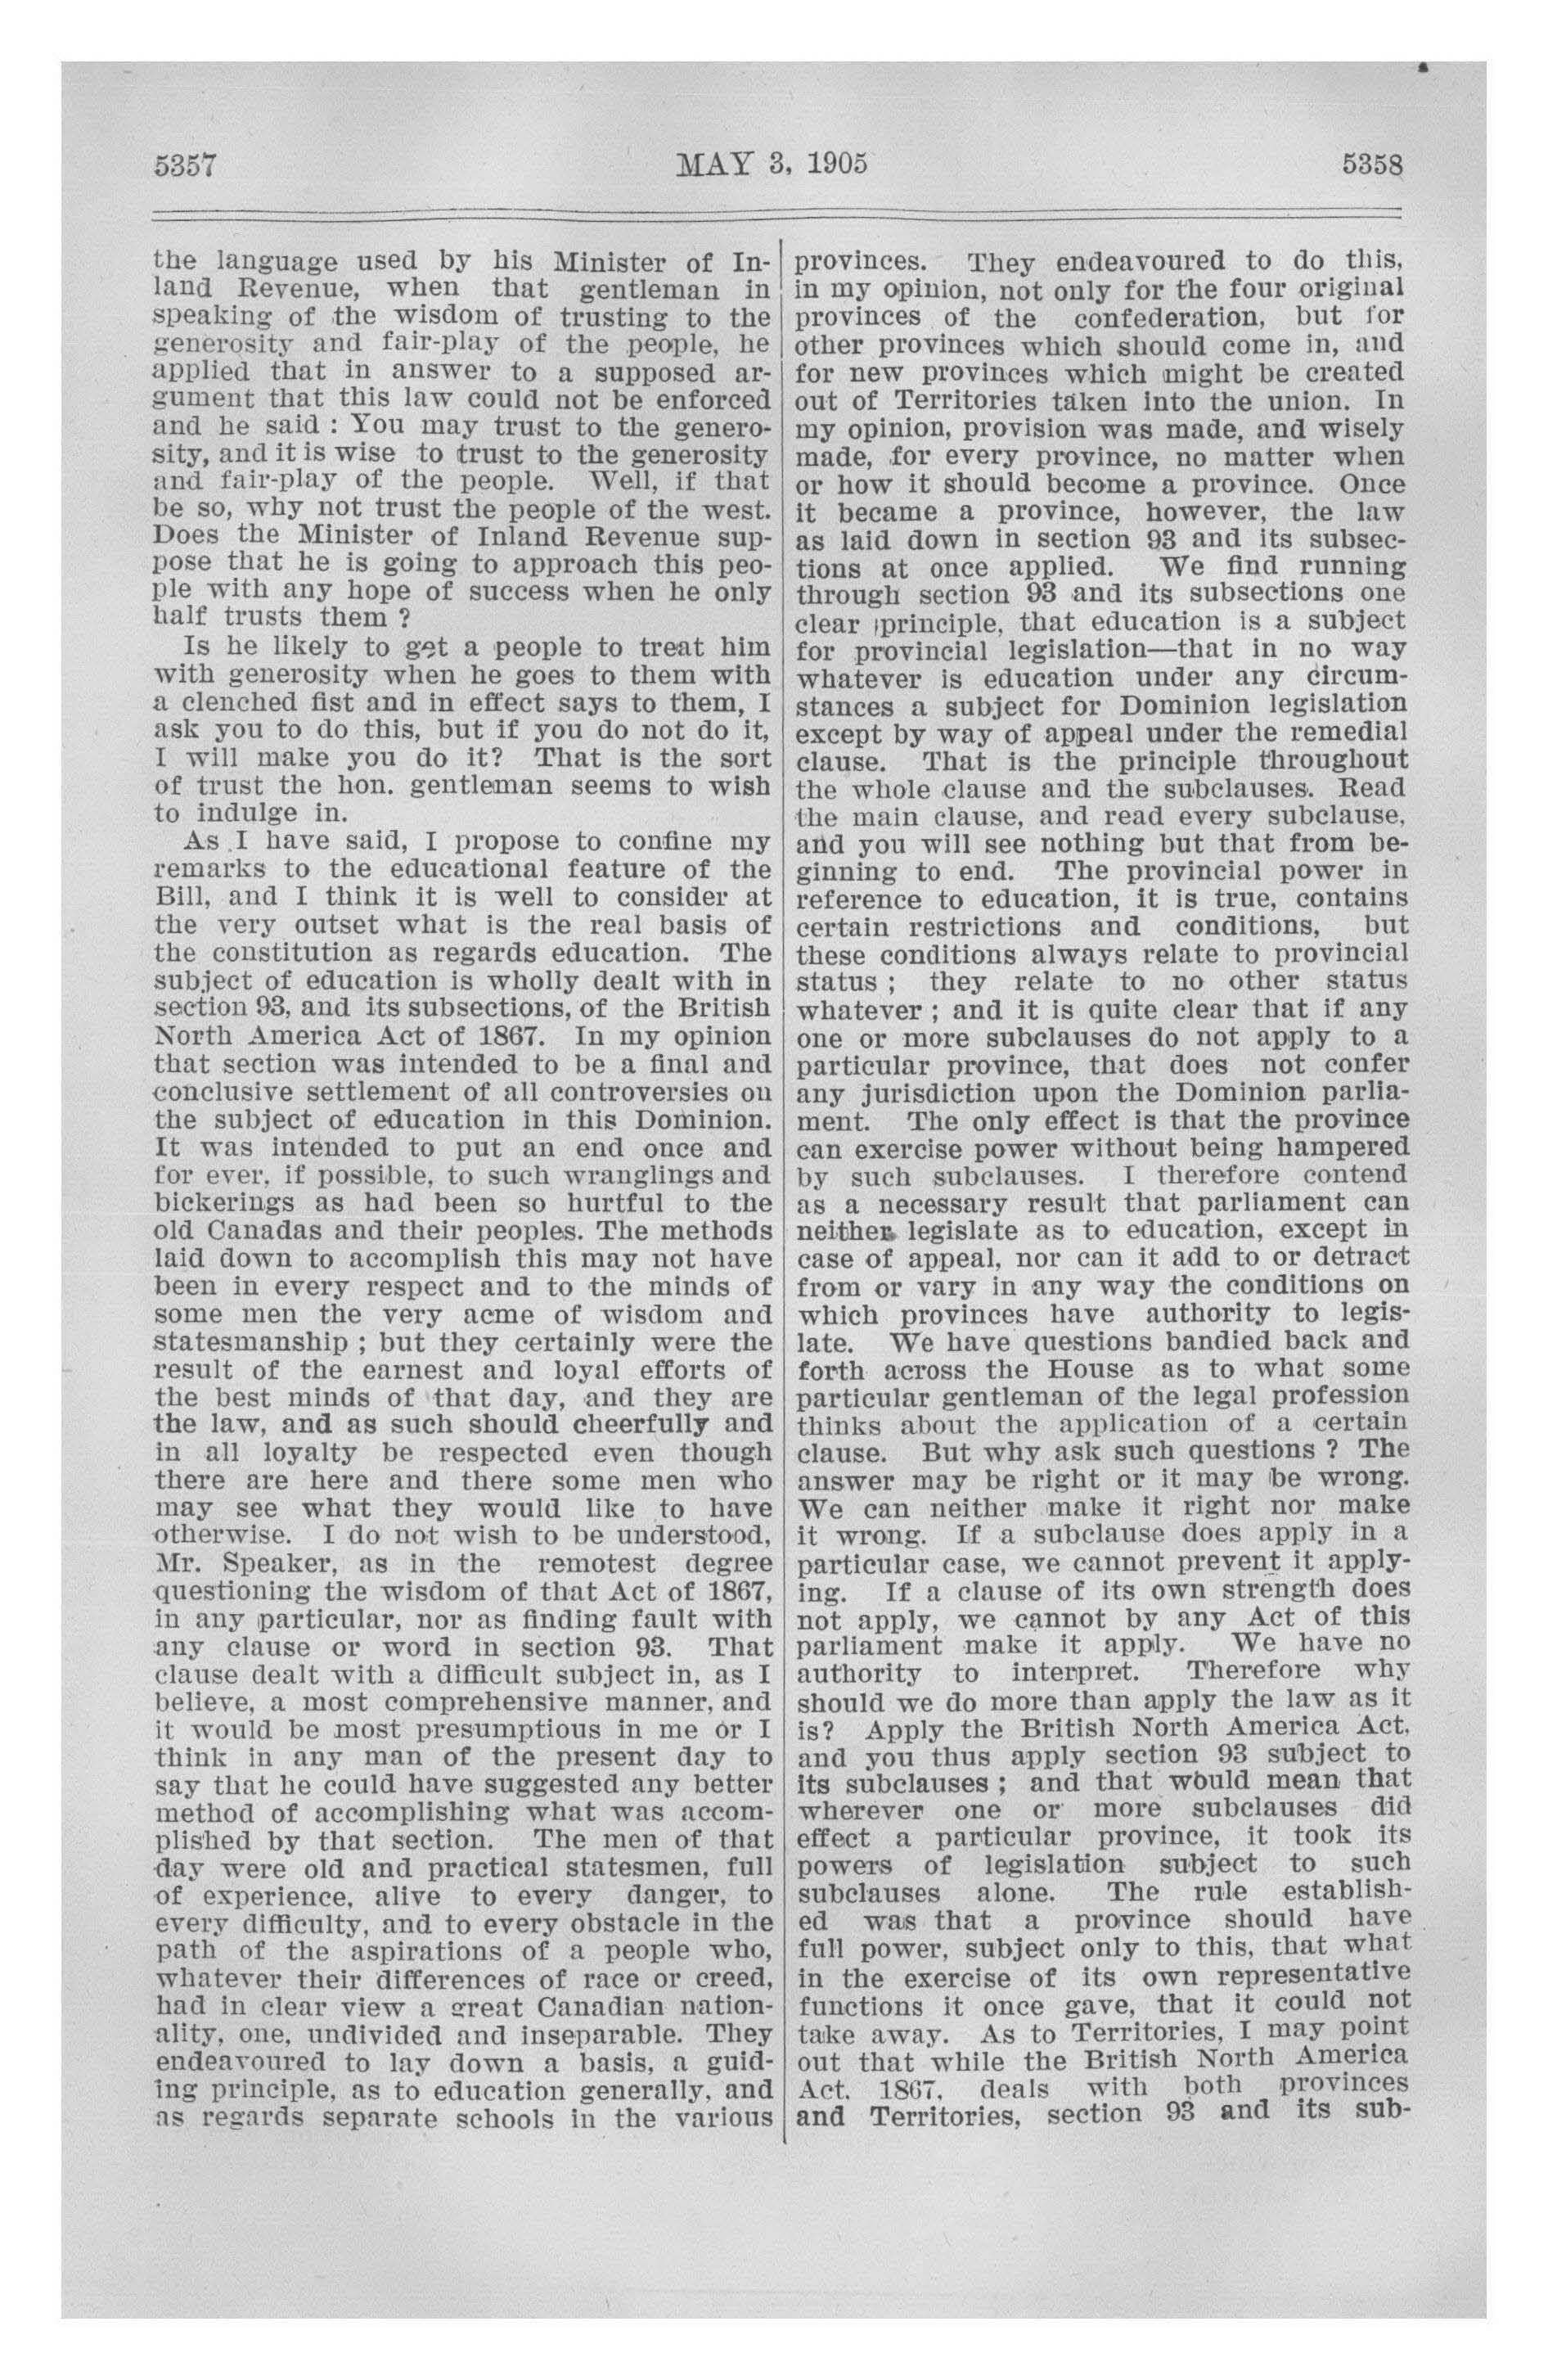 5357
MAY 3, 1905
5358
the language used by his Minister of In-
land Revenue, when that gentleman in
speaking of the wisdom of trusting to the
generosity and fair-play of the people, he
applied that in answer to a supposed ar-
gument that this law could not be enforced
and he said : You may trust to the genero-
sity, and it is wise to trust to the generosity
and fair-play of the people. Well, if that
be so, why not trust the people of the west.
Does the Minister of Inland Revenue sup-
pose that he is going to approach this peo-
ple with any hope of success when he only
half trusts them ?
Is he likely to get a people to treat him
with generosity when he goes to them with
a clenched fist and in effect says to them, I
ask you to do this, but if you do not do it,
I will make you do it? That is the sort
of trust the hon. gentleman seems to wish
to indulge in.
As I have said, I propose to confine my
remarks to the educational feature of the
Bill, and I think it is well to consider at
the very outset what is the real basis of
the constitution as regards education. The
subject of education is wholly dealt with in
section 93, and its subsections, of the British
North America Act of 1867. In my opinion
that section was intended to be a final and
conclusive settlement of all controversies on
the subject of education in this Dominion.
It was intended to put an end once and
for ever, if possible, to such wranglings and
bickerings as had been so hurtful to the
old Canadas and their peoples. The methods
laid down to accomplish this may not have
been in every respect and to the minds of
some men the very acme of wisdom and
statesmanship ; but they certainly were the
result of the earnest and loyal efforts of
the best minds of that day, and they are
the law, and as such should cheerfully and
in all loyalty be respected even though
there are here and there some men who
may see what they would like to have
otherwise. I do not wish to be understood,
Mr. Speaker, as in the remotest degree
questioning the wisdom of that Act of 1867,
in any particular, nor as finding fault with
any clause or word in section 93. That
clause dealt with a difficult subject in, as I
believe, a most comprehensive manner, and
it would be most presumptious in me or I
think in any man of the present day to
say that he could have suggested any better
method of accomplishing what was accom-
plished by that section. The men of that
day were old and practical statesmen, full
of experience, alive to every danger, to
every difficulty, and to every obstacle in the
path of the aspirations of a people who,
whatever their differences of race or creed,
had in clear view a great Canadian nation-
ality, one, undivided and inseparable. They
endeavoured to lay down a basis, a guid-
ing principle, as to education generally, and
as regards separate schools in the various
provinces. They endeavoured to do this,
in my opinion, not only for the four original
provinces of the confederation, but for
other provinces which should come in, and
for new provinces which might be created
out of Territories taken into the union. In
my opinion, provision was made, and wisely
made, for every province, no matter when
or how it should become a province. Once
it became a province, however, the law
as laid down in section 93 and its subsec-
tions at once applied. We find running
through section 93 and its subsections one
clear principle, that education is a subject
for provincial legislation—that in no way
whatever is education under any circum-
stances a subject for Dominion legislation
except by way of appeal under the remedial
clause. That is the principle throughout
the whole clause and the subclauses. Read
the main clause, and read every subclause,
and you will see nothing but that from be-
ginning to end. The provincial power in
reference to education, it is true, contains
certain restrictions and conditions, but
these conditions always relate to provincial
status ; they relate to no other status
whatever ; and it is quite clear that if any
one or more subclauses do not apply to a
particular province, that does not confer
any jurisdiction upon the Dominion parlia-
ment. The only effect is that the province
can exercise power without being hampered
by such subclauses. I therefore contend
as a necessary result that parliament can
neither legislate as to education, except in
case of appeal, nor can it add to or detract
from or vary in any way the conditions on
which provinces have authority to legis-
late. We have questions bandied back and
forth across the House as to what some
particular gentleman of the legal profession
thinks about the application of a certain
clause. But why ask such questions ? The
answer may be right or it may be wrong.
We can neither make it right nor make
it wrong. If a subclause does apply in a
particular case, we cannot prevent it apply-
ing. If a clause of its own strength does
not apply, we cannot by any Act of this
parliament make it apply. We have no
authority to interpret. Therefore why
should we do more than apply the law as it
is? Apply the British North America Act,
and you thus apply section 93 subject to
its subclauses ; and that would mean that
wherever one or more subclauses did
effect a particular province, it took its
powers of legislation subject to such
subclauses alone. The rule establish-
ed was that a province should have
full power, subject only to this, that what
in the exercise of its own representative
functions it once gave, that it could not
take away. As to Territories, I may point
out that while the British North America
Act, 1867, deals with both provinces
and Territories, section 93 and its sub-